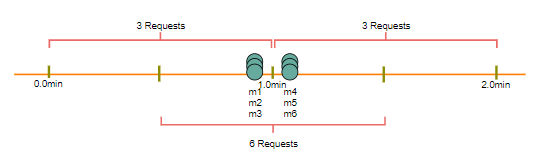 3 Requests
3 Requests
0.0min
1.0min
2.0min
m1
m4
m2
m5
m3
m6
6 Requests